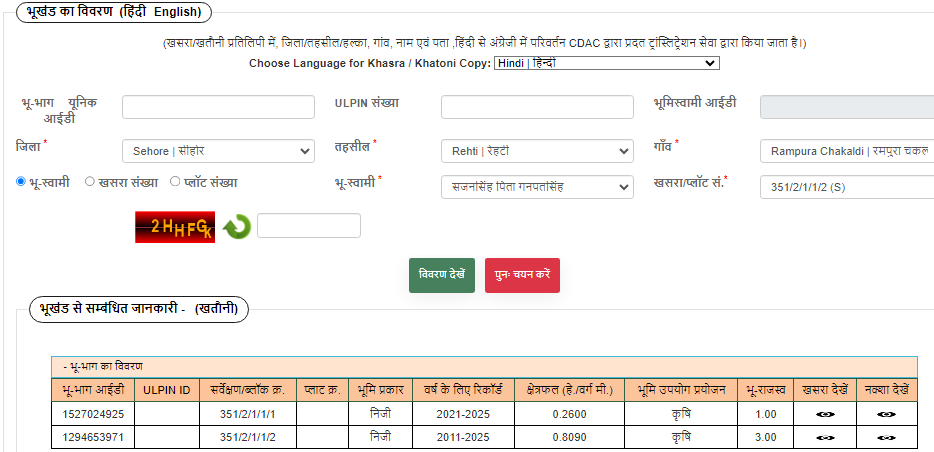 भूखंड का विवरण (हिंदी English)
(खसरा/खतौनी प्रतिलिपी में, जिला/तहसील/हल्का, गांव, नाम एवं पता ,हिंदी से अंग्रेजी में परिवर्तन CDAC द्वारा प्रदत ट्रांस्लिट्रेशन सेवा द्वारा किया जाता है।)
Choose Language for Khasra / Khatoni Copy: Hindi | हिन्दी
भू-भाग यूनिक आईडी ULPIN संख्या भूमिस्वामी आईडी
जिला * Sehore | सीहोर तहसील * Rehti | रेहटी गाँव * Rampura Chakaldi | रमपुरा चकल
भू-स्वामी खसरा संख्या प्लॉट संख्या भू-स्वामी * सजनसिंह पिता गनपतसिंह खसरा/प्लॉट सं.* 351/2/1/1/2 (S)
2HHFGK
विवरण देखें पुनः चयन करें
भूखंड से सम्बंधित जानकारी - (खतौनी)
- भू-भाग का विवरण
भू-भाग आईडी ULPIN ID सर्वेक्षण/ब्लॉक क्र. प्लाट क्र. भूमि प्रकार वर्ष के लिए रिकॉर्ड क्षेत्रफल (हे./वर्ग मी.) भूमि उपयोग प्रयोजन भू-राजस्व खसरा देखें नक्शा देखें
1527024925 351/2/1/1/1 निजी 2021-2025 0.2600 कृषि 1.00
1294653971 351/2/1/1/2 निजी 2011-2025 0.8090 कृषि 3.00